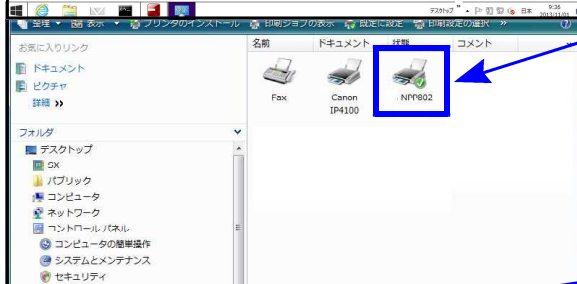 デスクトップ » 日本 9:36
2013/11/01
整理 表示 プリンタのインストール 印刷ジョブの表示 既定に設定 印刷設定の選択 »
お気に入りリンク
ドキュメント
ピクチャ
詳細 »
フォルダ
デスクトップ
SX
パブリック
コンピュータ
ネットワーク
コントロール パネル
コンピュータの簡単操作
システムとメンテナンス
セキュリティ
名前 ドキュメント 状態 コメント »
Fax Canon IP4100 NPP802